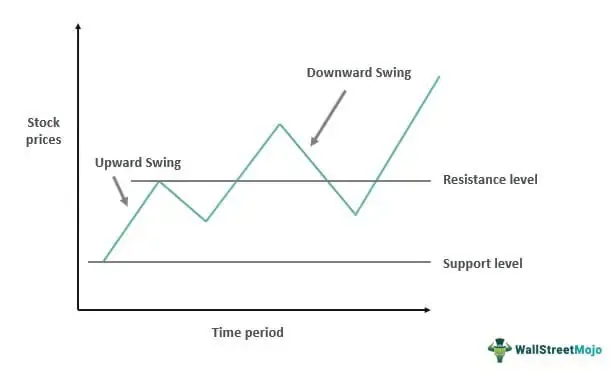 Downward Swing
Stock
prices
Upward Swing
Resistance level
Support level
Time period
WallStreetMojo